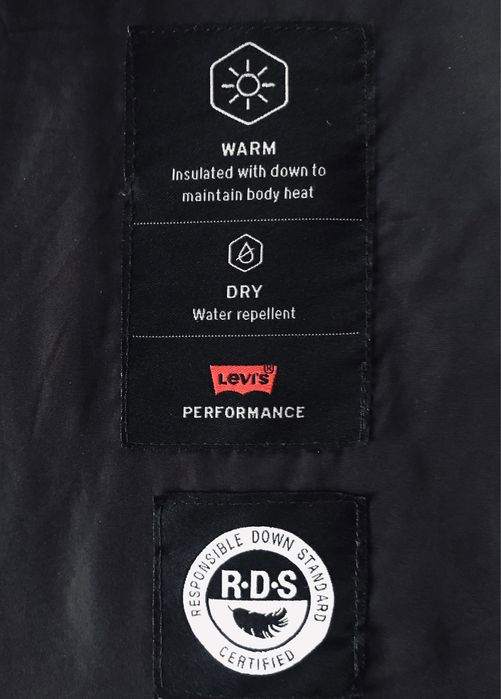 WARM
Insulated with down to
maintain body heat
DRY
Water repellent
Levi's®
PERFORMANCE
RESPONSIBLE DOWN STANDARD
R·D·S
CERTIFIED